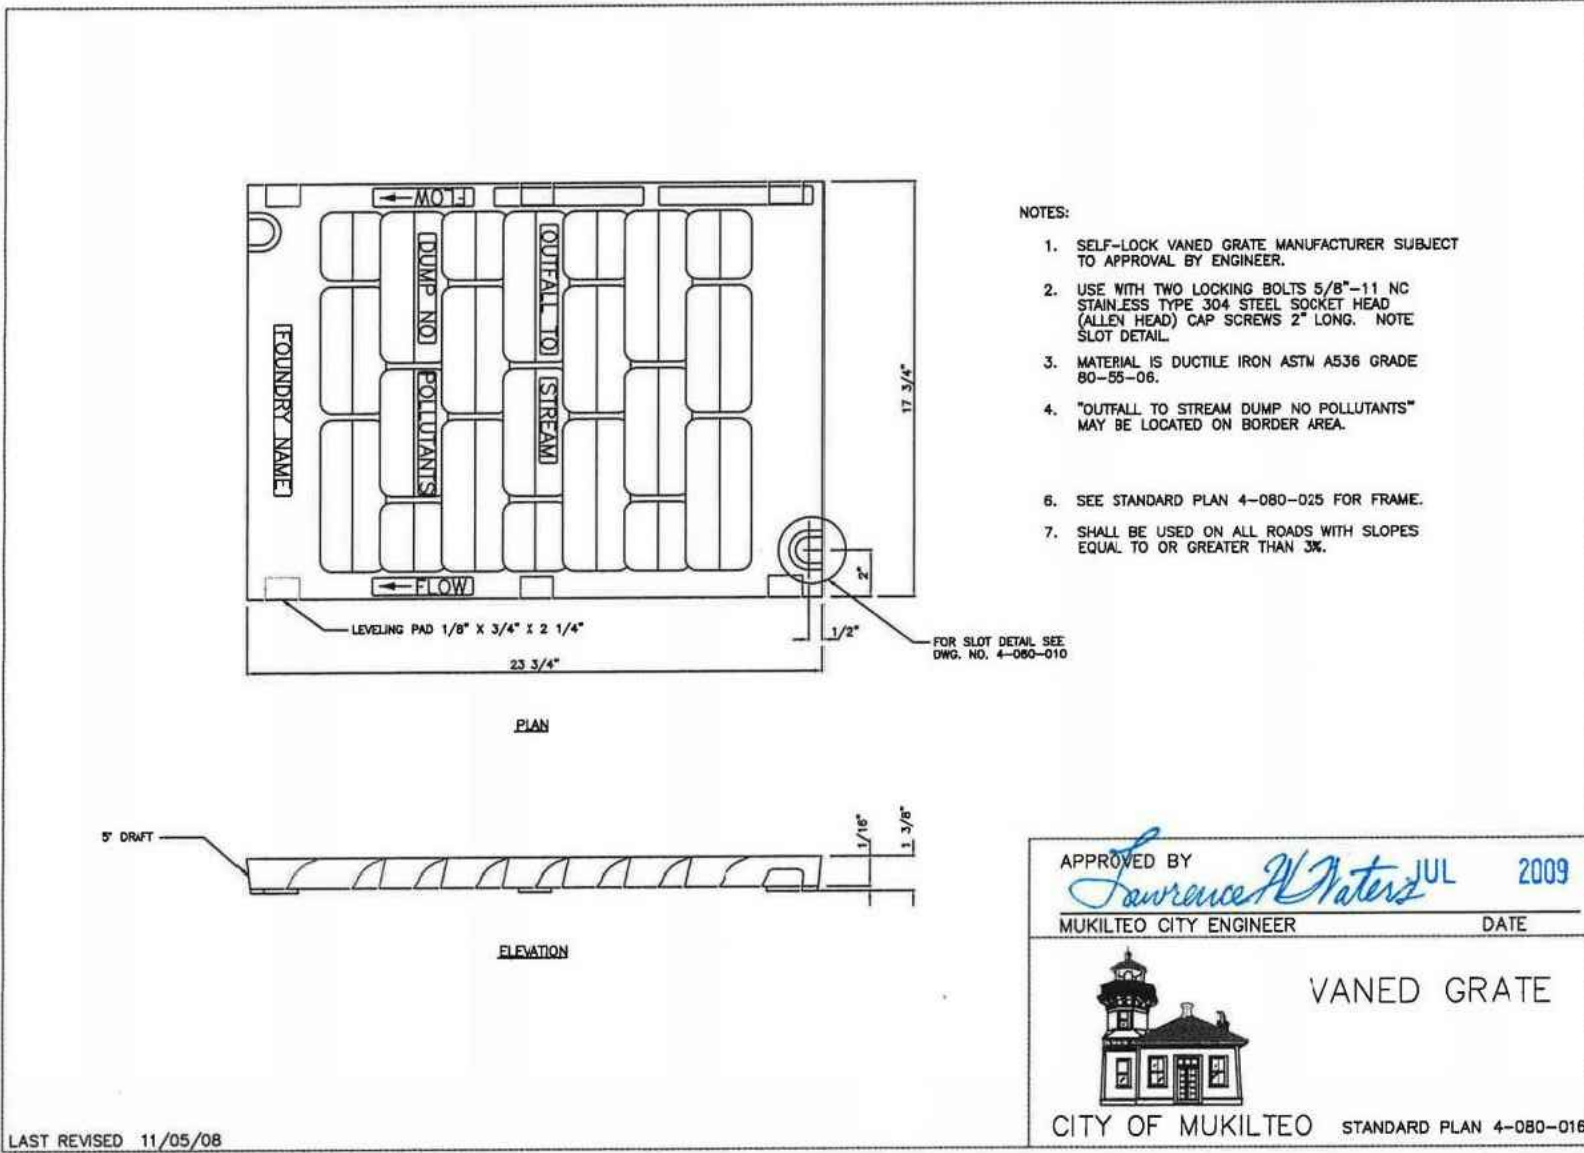 FLOW
DUMP NO
POLLUTANTS
OUTFALL TO
STREAM
FOUNDRY NAME
FLOW
17 3/4"
2"
1/2"
LEVELING PAD 1/8" X 3/4" X 2 1/4"
23 3/4"
FOR SLOT DETAIL SEE
DWG. NO. 4-080-010
PLAN
NOTES:
1. SELF-LOCK VANED GRATE MANUFACTURER SUBJECT
TO APPROVAL BY ENGINEER.
2. USE WITH TWO LOCKING BOLTS 5/8"-11 NC
STAINLESS TYPE 304 STEEL SOCKET HEAD
(ALLEN HEAD) CAP SCREWS 2" LONG. NOTE
SLOT DETAIL.
3. MATERIAL IS DUCTILE IRON ASTM A536 GRADE
80-55-06.
4. "OUTFALL TO STREAM DUMP NO POLLUTANTS"
MAY BE LOCATED ON BORDER AREA.
6. SEE STANDARD PLAN 4-080-025 FOR FRAME.
7. SHALL BE USED ON ALL ROADS WITH SLOPES
EQUAL TO OR GREATER THAN 3%.
5° DRAFT
1/16"
1 3/8"
ELEVATION
APPROVED BY
Lawrence W Waters JUL 2009
MUKILTEO CITY ENGINEER DATE
VANED GRATE
CITY OF MUKILTEO STANDARD PLAN 4-080-016
LAST REVISED 11/05/08